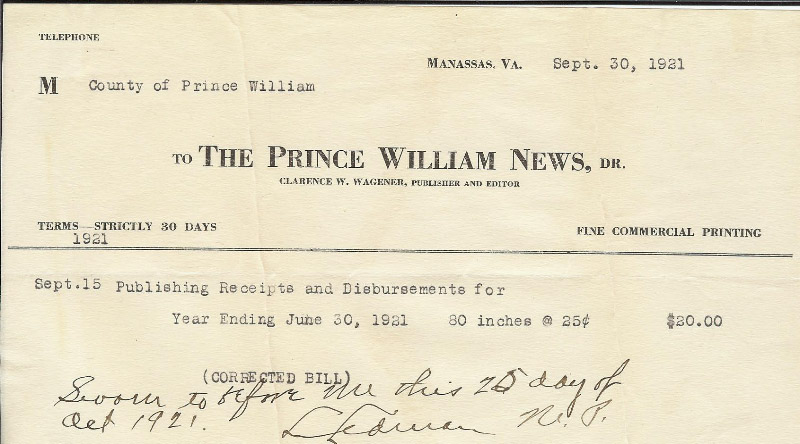 TELEPHONE
MANASSAS, VA. Sept. 30, 1921
M County of Prince William
TO THE PRINCE WILLIAM NEWS, DR.
CLARENCE W. WAGENER, PUBLISHER AND EDITOR
TERMS—STRICTLY 30 DAYS FINE COMMERCIAL PRINTING
1921
Sept.15 Publishing Receipts and Disbursements for
Year Ending June 30, 1921 80 inches @ 25¢ $20.00
(CORRECTED BILL)
Sworn to before me this 25 day of
Oct 1921. N. P.